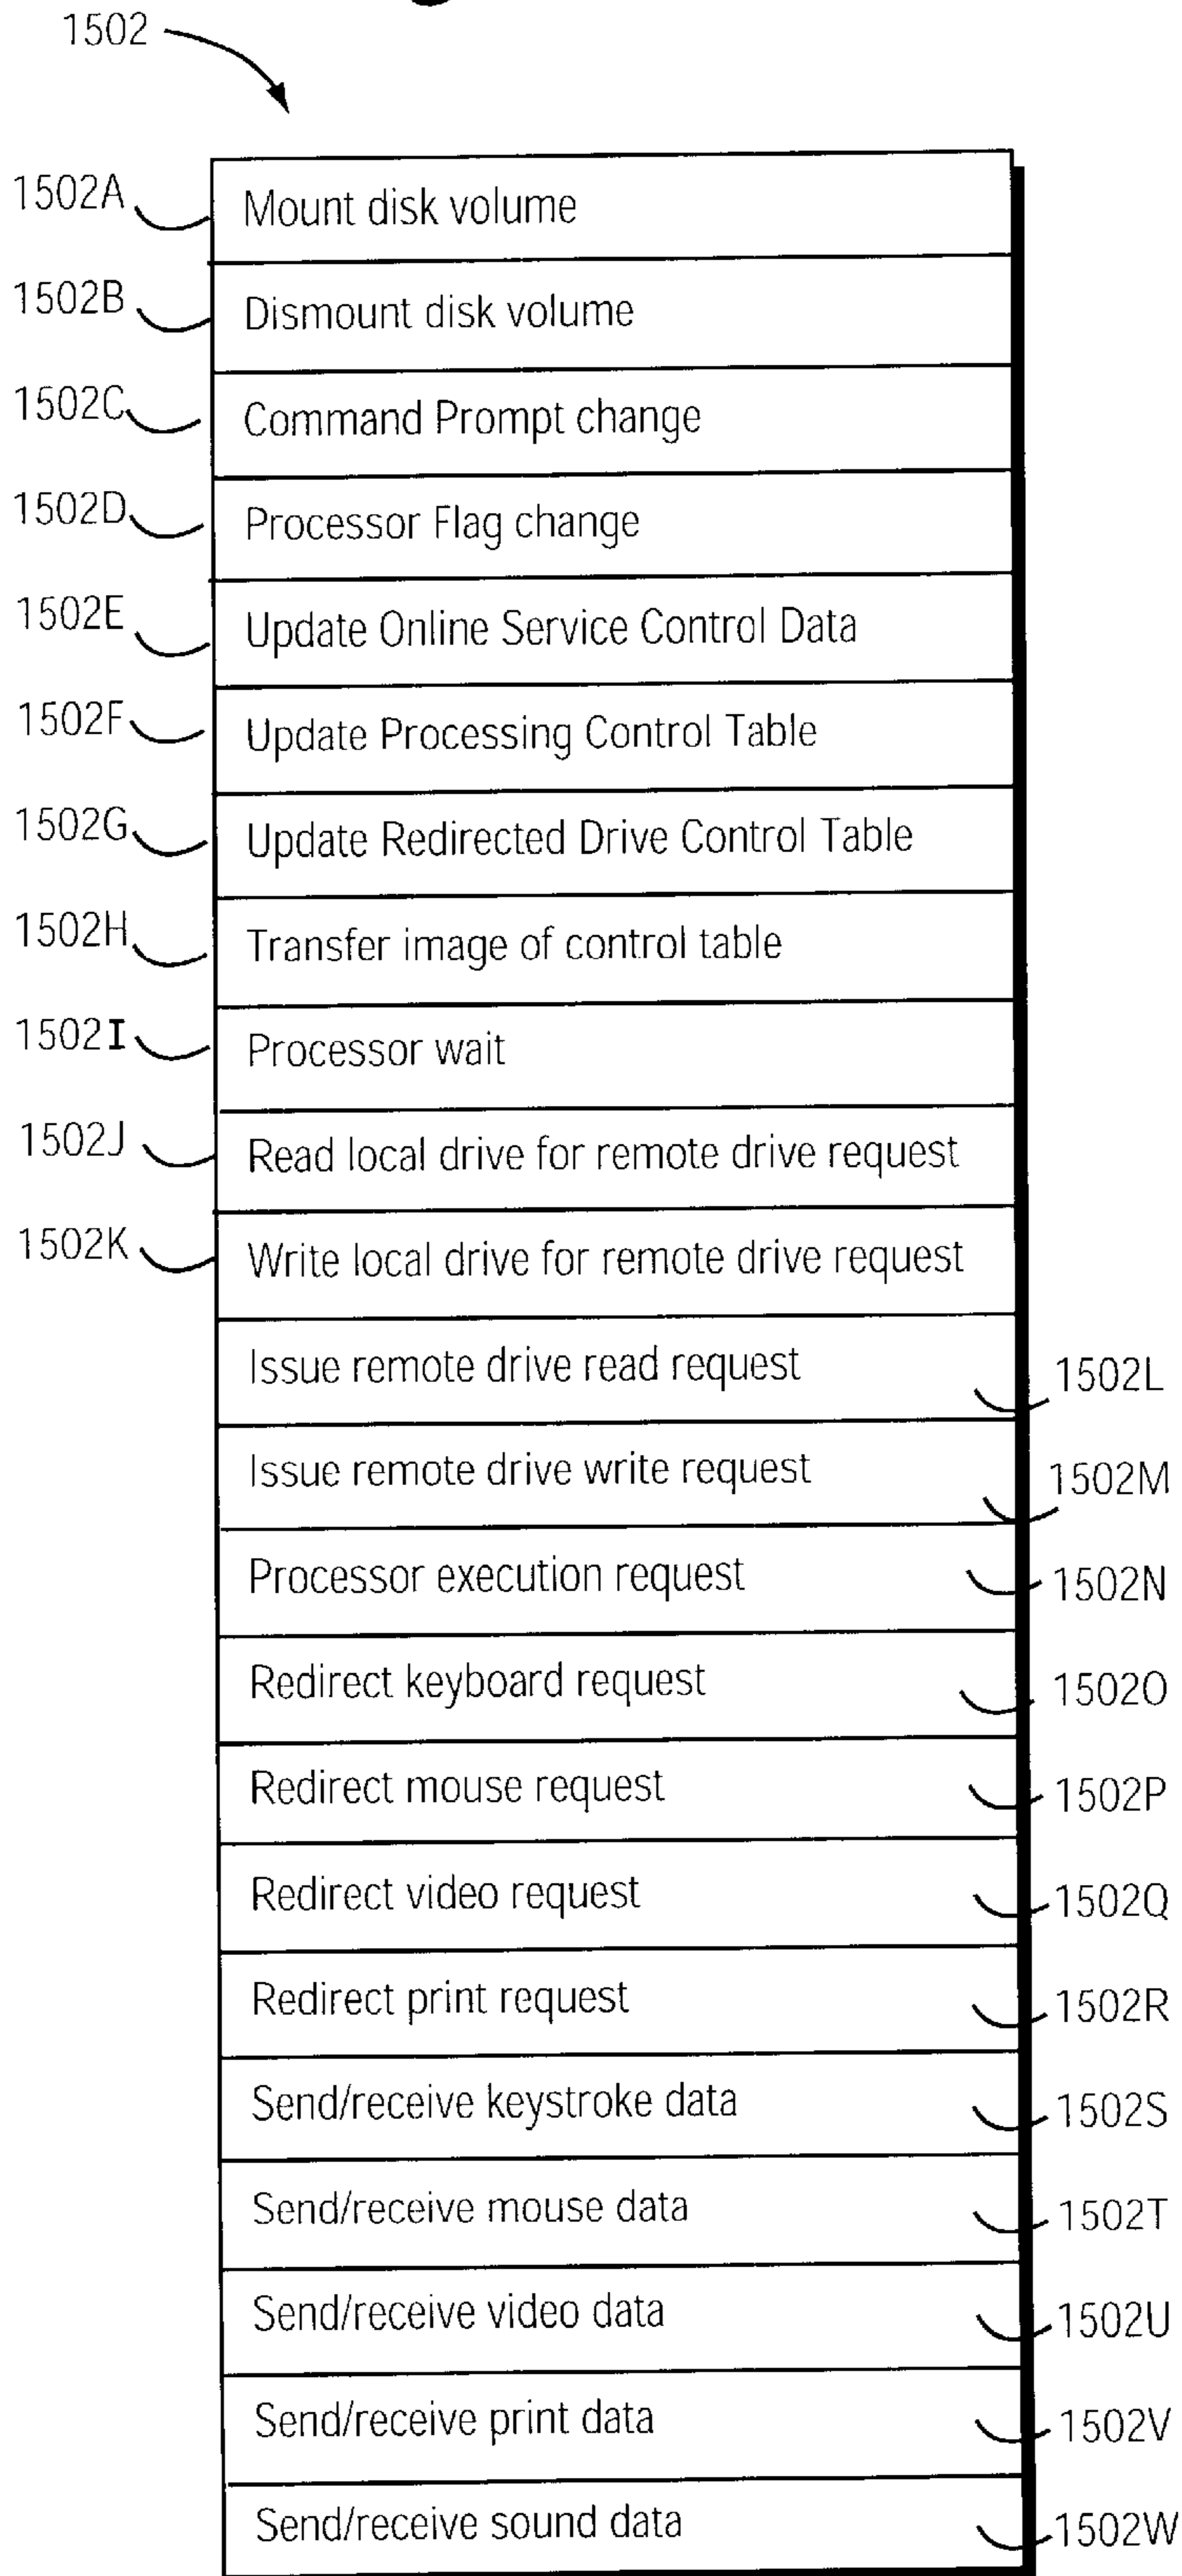 1502
1502A Mount disk volume
1502B Dismount disk volume
1502C Command Prompt change
1502D Processor Flag change
1502E Update Online Service Control Data
1502F Update Processing Control Table
1502G Update Redirected Drive Control Table
1502H Transfer image of control table
1502I Processor wait
1502J Read local drive for remote drive request
1502K Write local drive for remote drive request
Issue remote drive read request 1502L
Issue remote drive write request 1502M
Processor execution request 1502N
Redirect keyboard request 1502O
Redirect mouse request 1502P
Redirect video request 1502Q
Redirect print request 1502R
Send/receive keystroke data 1502S
Send/receive mouse data 1502T
Send/receive video data 1502U
Send/receive print data 1502V
Send/receive sound data 1502W